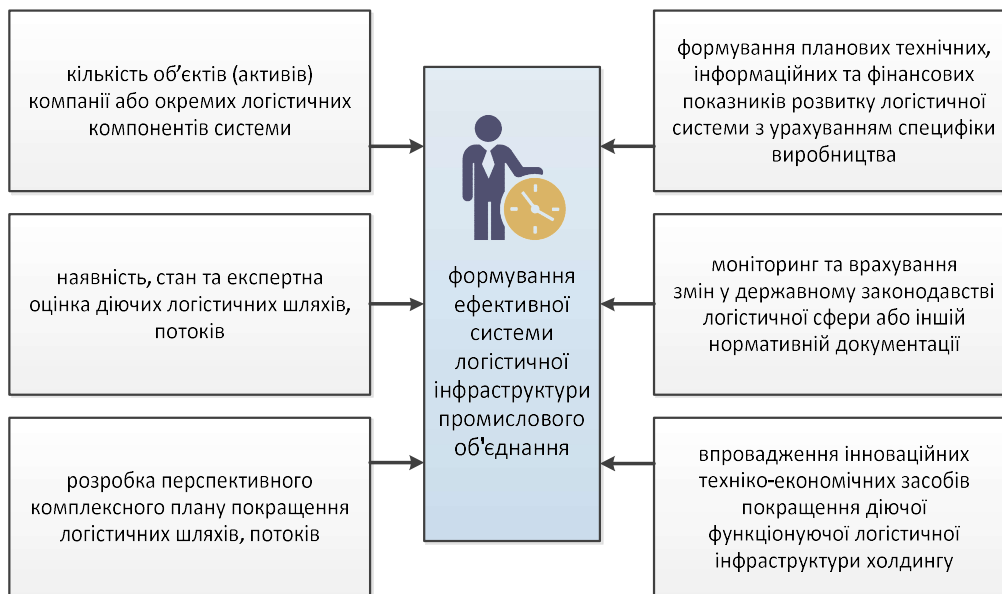 кількість об’єктів (активів)
компанії або окремих логістичних
компонентів системи
наявність, стан та експертна
оцінка діючих логістичних шляхів,
потоків
розробка перспективного
комплексного плану покращення
логістичних шляхів, потоків
формування
ефективної
системи
логістичної
інфраструктури
промислового
об'єднання
формування планових технічних,
інформаційних та фінансових
показників розвитку логістичної
системи з урахуванням специфіки
виробництва
моніторинг та врахування
змін у державному законодавстві
логістичної сфери або іншій
нормативній документації
впровадження інноваційних
техніко-економічних засобів
покращення діючої
функціонуючої логістичної
інфраструктури холдингу